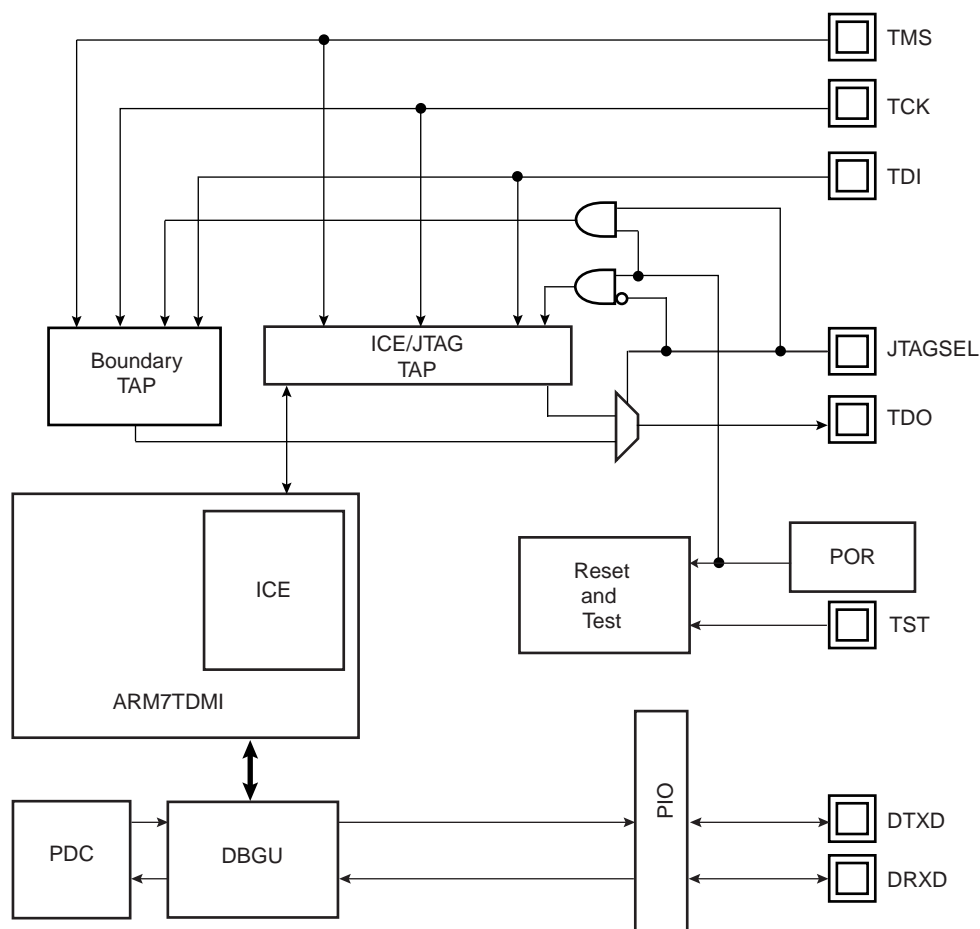 TMS
TCK
TDI
Boundary
TAP
ICE/JTAG
TAP
JTAGSEL
TDO
ICE
ARM7TDMI
Reset
and
Test
POR
TST
PDC
DBGU
PIO
DTXD
DRXD